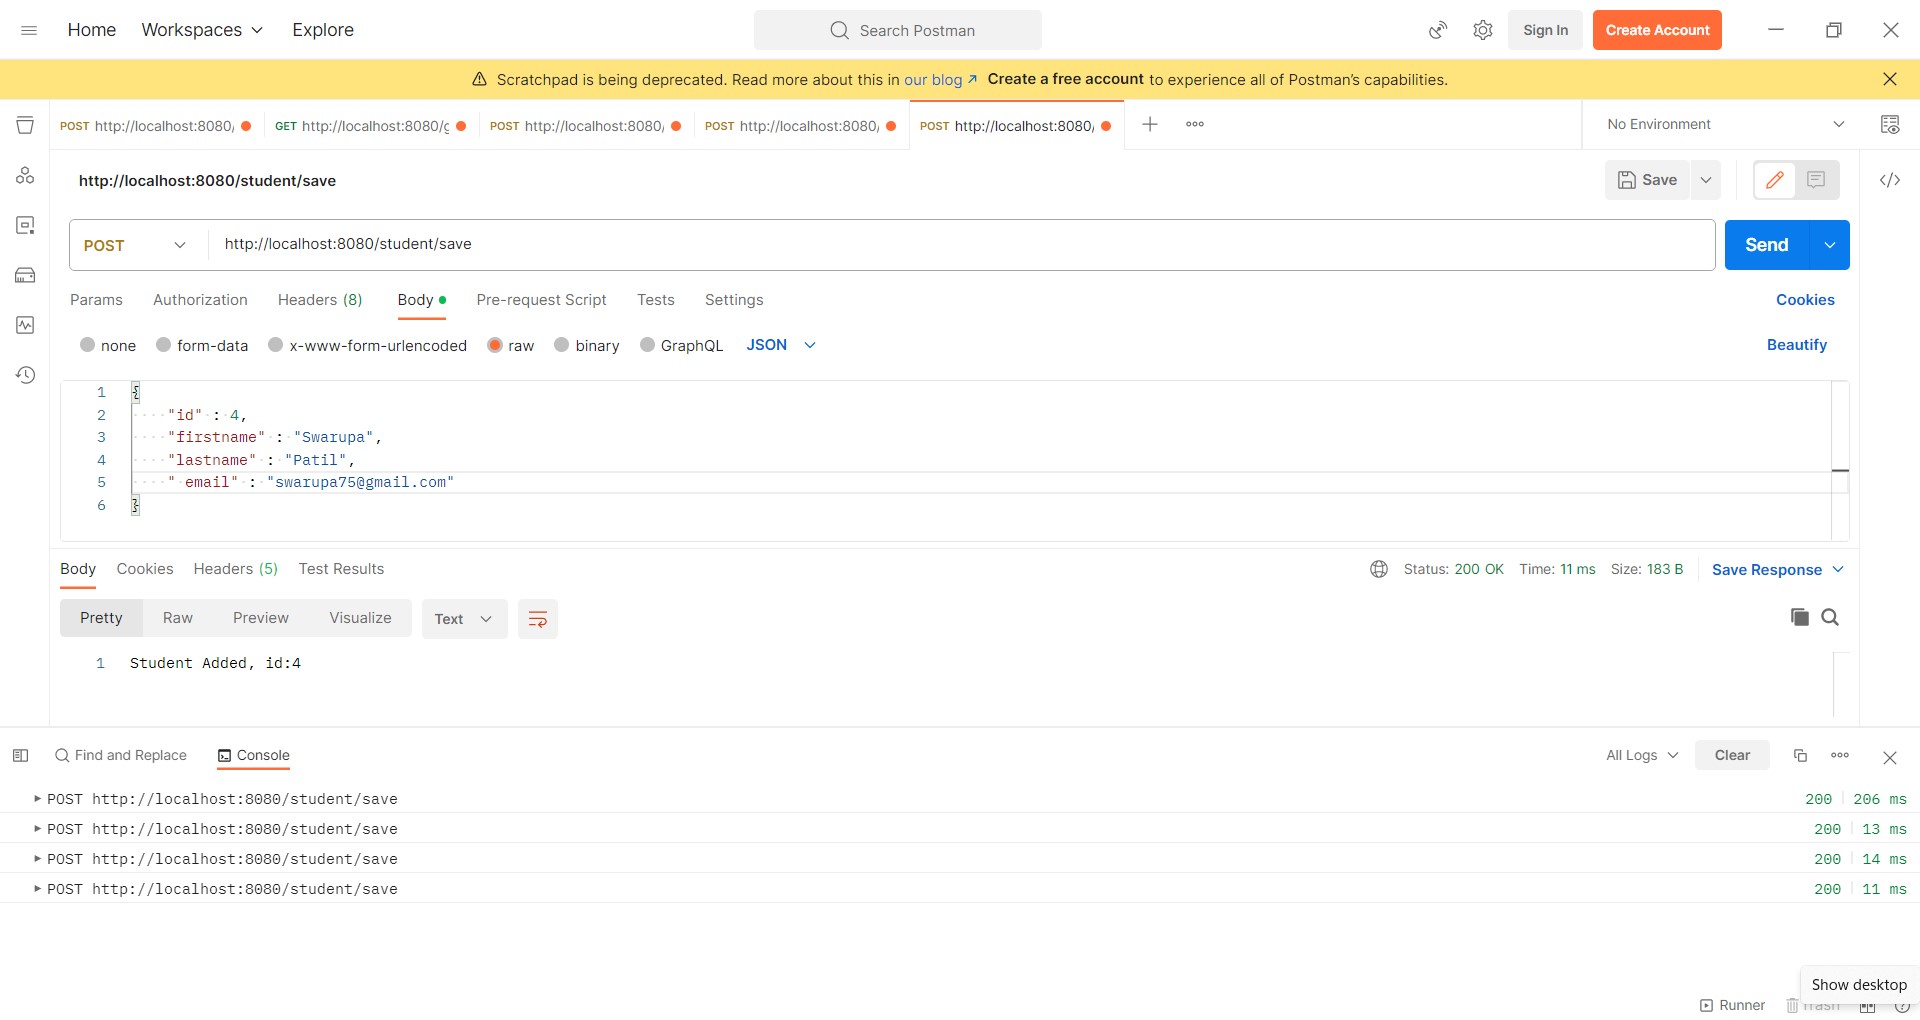 Home Workspaces Explore Search Postman Sign In Create Account
Scratchpad is being deprecated. Read more about this in our blog ↗ Create a free account to experience all of Postman's capabilities.
POST http://localhost:8080/ GET http://localhost:8080/g POST http://localhost:8080/ POST http://localhost:8080/ POST http://localhost:8080/ No Environment
http://localhost:8080/student/save Save
POST http://localhost:8080/student/save Send
Params Authorization Headers (8) Body Pre-request Script Tests Settings Cookies
none form-data x-www-form-urlencoded raw binary GraphQL JSON Beautify
1 {
2 "id" : 4,
3 "firstname" : "Swarupa",
4 "lastname" : "Patil",
5 " email" : "swarupa75@gmail.com"
6 }
Body Cookies Headers (5) Test Results Status: 200 OK Time: 11 ms Size: 183 B Save Response
Pretty Raw Preview Visualize Text
1 Student Added, id:4
Find and Replace Console All Logs Clear
POST http://localhost:8080/student/save 200 206 ms
POST http://localhost:8080/student/save 200 13 ms
POST http://localhost:8080/student/save 200 14 ms
POST http://localhost:8080/student/save 200 11 ms
Show desktop
Runner Trash